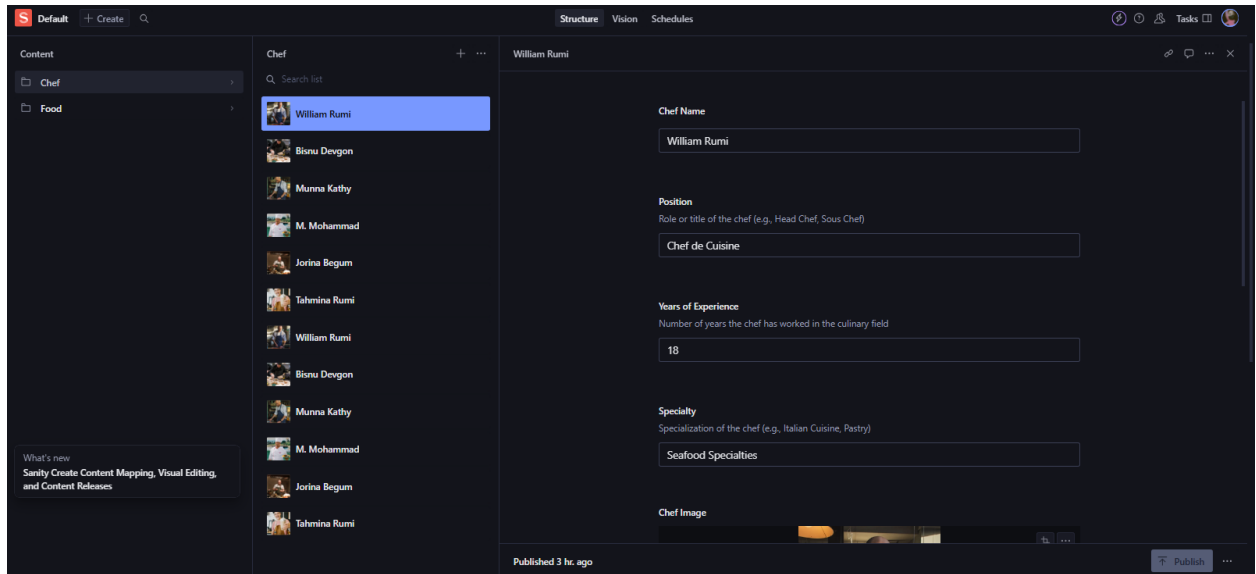 S Default + Create
Structure Vision Schedules
Tasks
Content
Chef
Food
What's new
Sanity Create Content Mapping, Visual Editing,
and Content Releases
Chef
Search list
William Rumi
Bisnu Devgon
Munna Kathy
M. Mohammad
Jorina Begum
Tahmina Rumi
William Rumi
Bisnu Devgon
Munna Kathy
M. Mohammad
Jorina Begum
Tahmina Rumi
William Rumi
Chef Name
William Rumi
Position
Role or title of the chef (e.g., Head Chef, Sous Chef)
Chef de Cuisine
Years of Experience
Number of years the chef has worked in the culinary field
18
Specialty
Specialization of the chef (e.g., Italian Cuisine, Pastry)
Seafood Specialties
Chef Image
Published 3 hr. ago
Publish